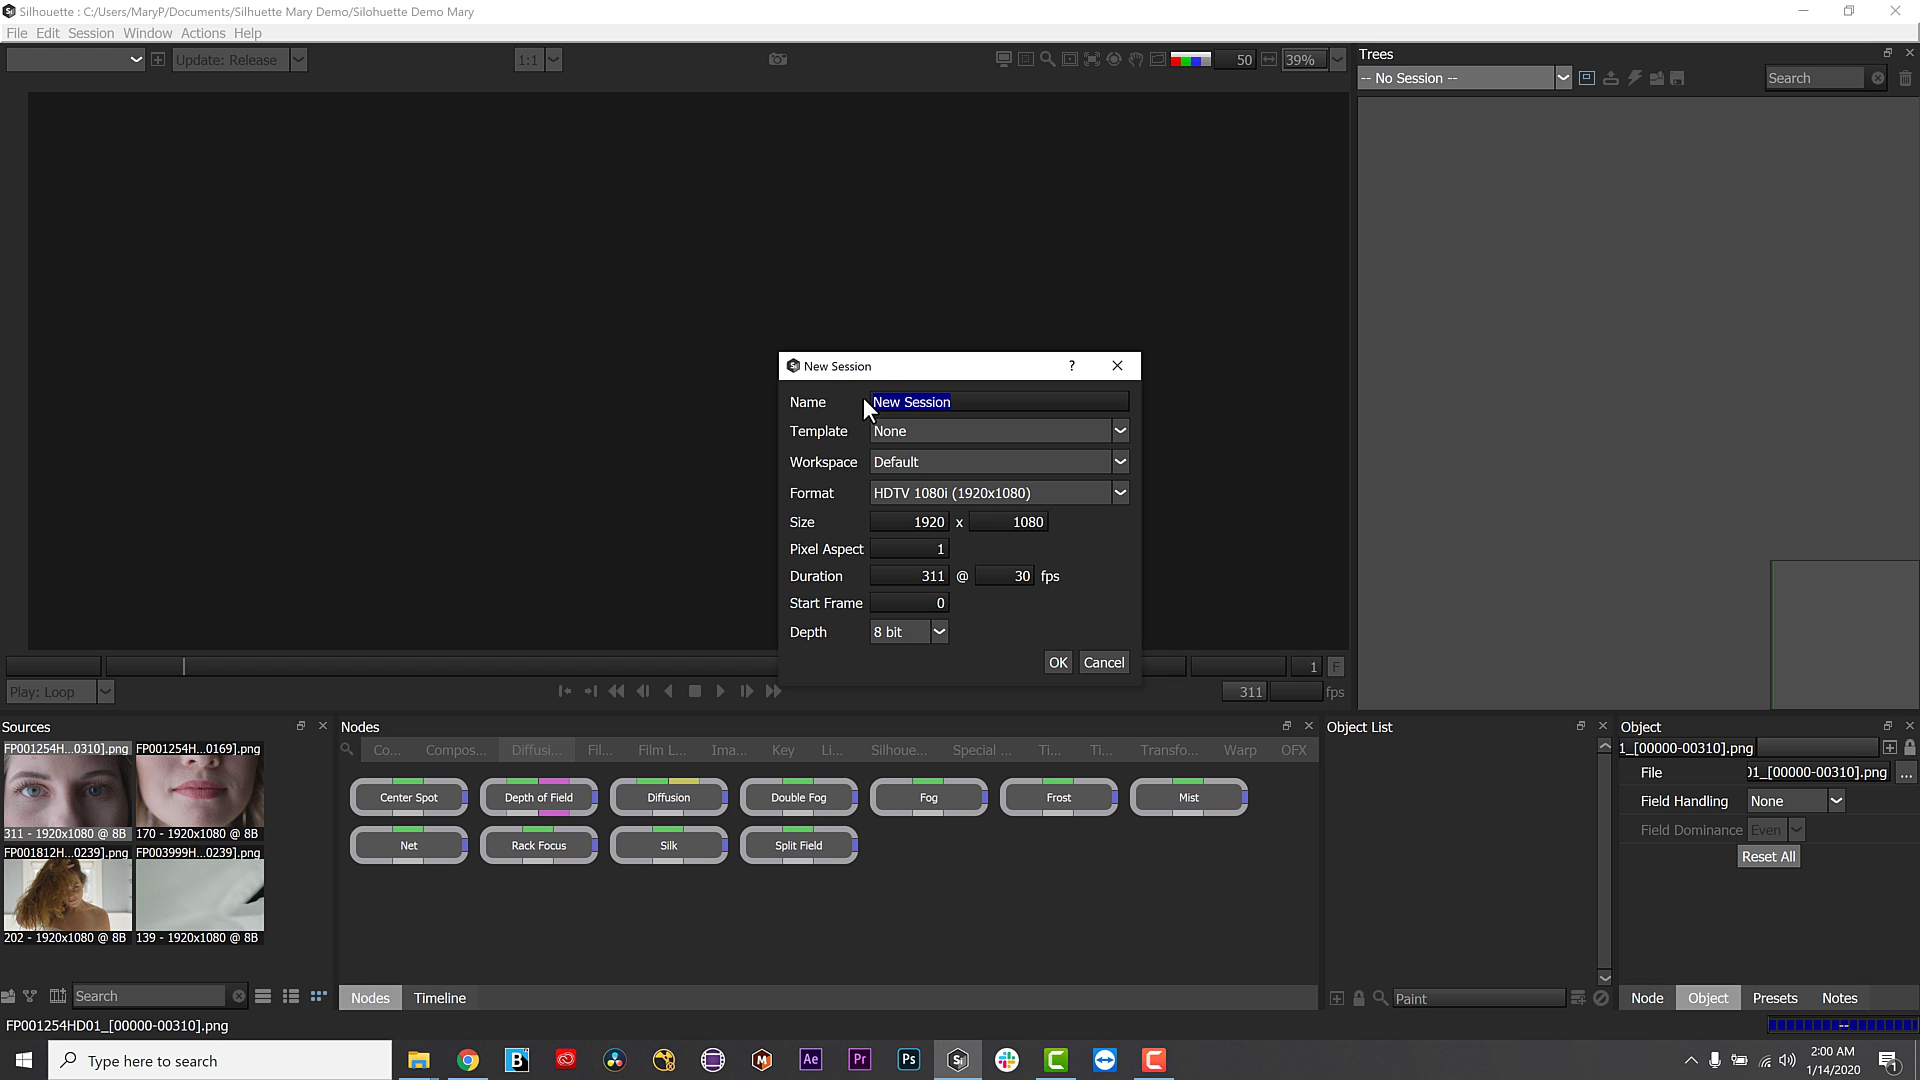 Silhouette : C:/Users/MaryP/Documents/Silhuette Mary Demo/Silohuette Demo Mary
File Edit Session Window Actions Help
Update: Release
1:1
50
39%
Trees
-- No Session --
Search
New Session
?
Name New Session
Template None
Workspace Default
Format HDTV 1080i (1920x1080)
Size 1920 x 1080
Pixel Aspect 1
Duration 311 @ 30 fps
Start Frame 0
Depth 8 bit
OK Cancel
1 F
Play: Loop
311 fps
Sources
FP001254H...0310].png
311 - 1920x1080 @ 8B
FP001254H...0169].png
170 - 1920x1080 @ 8B
FP001812H...0239].png
202 - 1920x1080 @ 8B
FP003999H...0239].png
139 - 1920x1080 @ 8B
Search
FP001254HD01_[00000-00310].png
Nodes
Co... Compos... Diffusi... Fil... Film L... Ima... Key Li... Silhoue... Special ... Ti... Ti... Transfo... Warp OFX
Center Spot Depth of Field Diffusion Double Fog Fog Frost Mist
Net Rack Focus Silk Split Field
Nodes Timeline
Object List
Paint
Object
1_[00000-00310].png
File )1_[00000-00310].png ...
Field Handling None
Field Dominance Even
Reset All
Node Object Presets Notes
--
Type here to search
B
Ae
Pr
Ps
Si
C
C
2:00 AM
1/14/2020
1